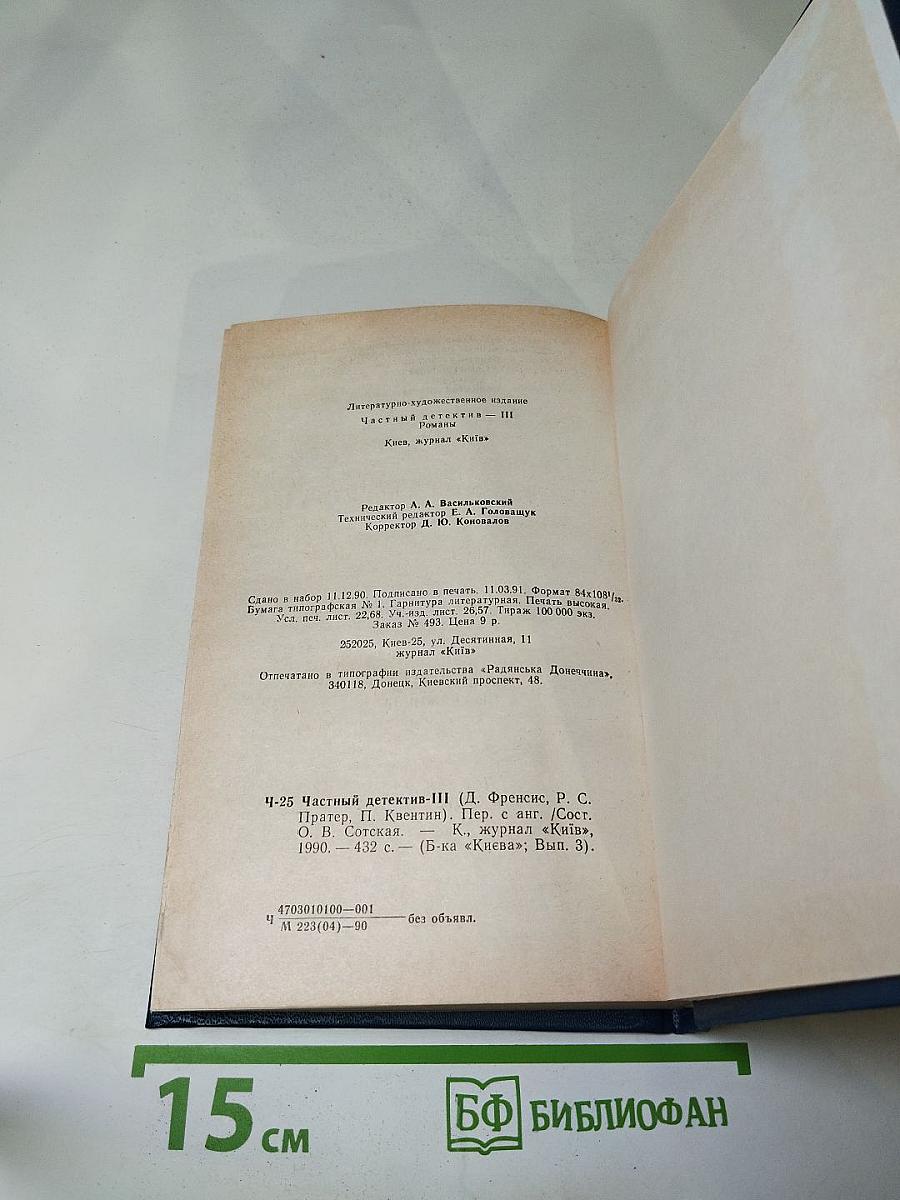 Литературно-художественное издание
Частный детектив — III
Романы
Киев, журнал «Київ»
Редактор А. А. Васильковский
Технический редактор Е. А. Головащук
Корректор Д. Ю. Коновалов
Сдано в набор 11.12.90. Подписано в печать. 11.03.91. Формат 84х108¹/₃₂.
Бумага типографская № 1. Гарнитура литературная. Печать высокая.
Усл. печ. лист. 22,68. Уч.-изд. лист. 26,57. Тираж 100 000 экз.
Заказ № 493. Цена 9 р.
252025, Киев-25, ул. Десятинная, 11
журнал «Київ»
Отпечатано в типографии издательства «Радянська Донеччина»,
340118, Донецк, Киевский проспект, 48.
Ч-25 Частный детектив-III (Д. Френсис, Р. С.
Пратер, П. Квентин). Пер. с анг. /Сост.
О. В. Сотская. — К., журнал «Київ»,
1990. — 432 с. — (Б-ка «Києва»; Вып. 3).
Ч 4703010100—001
М 223(04)—90 без объявл.
15 см
БФ БИБЛИОФАН